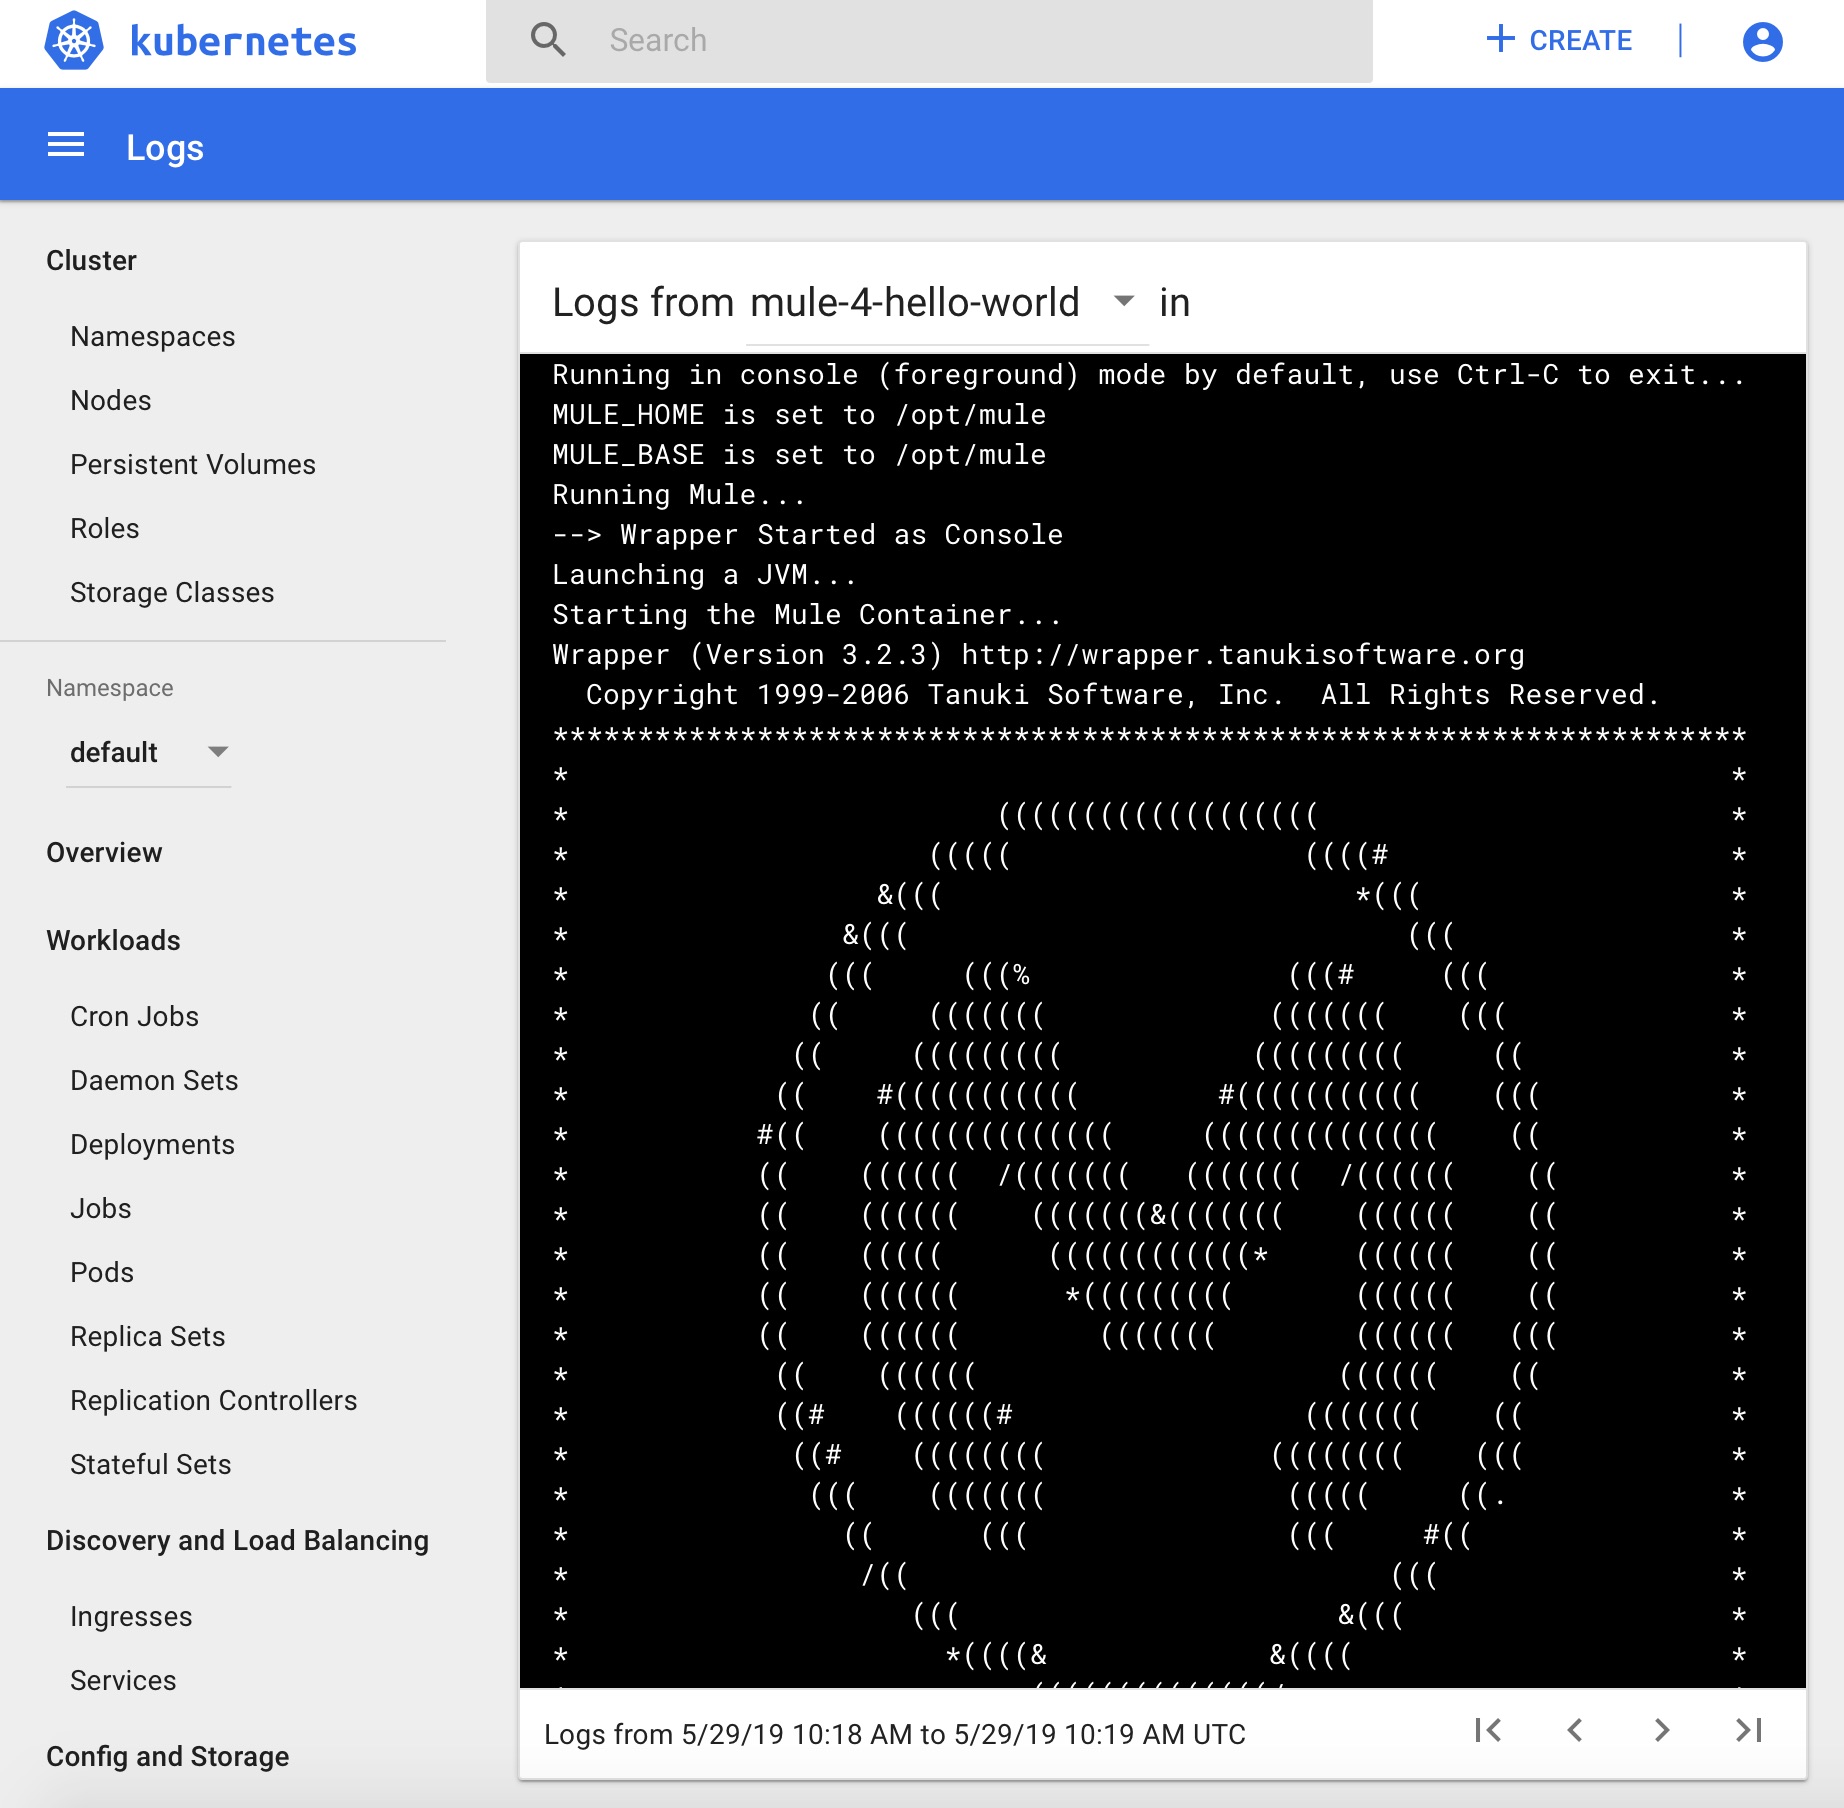 kubernetes
Search
+ CREATE
Logs
Cluster
Namespaces
Nodes
Persistent Volumes
Roles
Storage Classes
Namespace
default
Overview
Workloads
Cron Jobs
Daemon Sets
Deployments
Jobs
Pods
Replica Sets
Replication Controllers
Stateful Sets
Discovery and Load Balancing
Ingresses
Services
Config and Storage
Logs from mule-4-hello-world in
Running in console (foreground) mode by default, use Ctrl-C to exit...
MULE_HOME is set to /opt/mule
MULE_BASE is set to /opt/mule
Running Mule...
--> Wrapper Started as Console
Launching a JVM...
Starting the Mule Container...
Wrapper (Version 3.2.3) http://wrapper.tanukisoftware.org
  Copyright 1999-2006 Tanuki Software, Inc.  All Rights Reserved.
**********************************************************************
Logs from 5/29/19 10:18 AM to 5/29/19 10:19 AM UTC